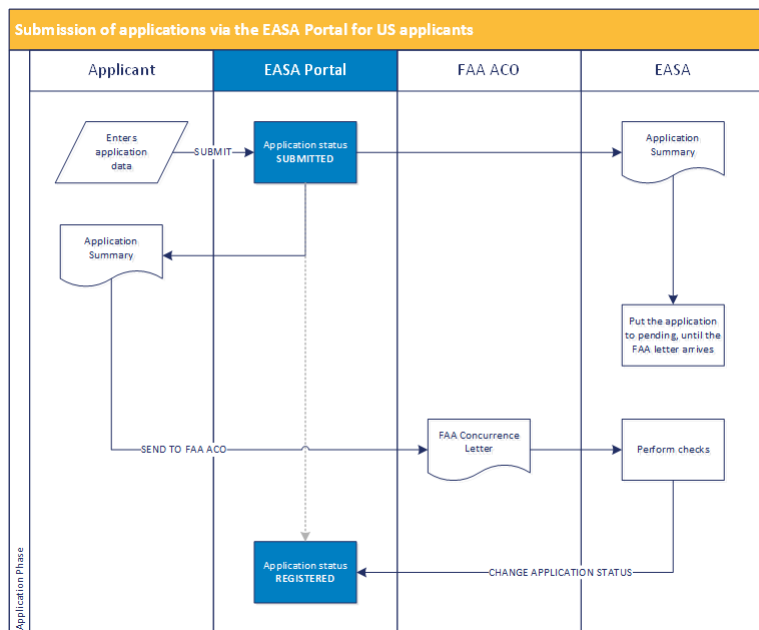 Submission of applications via the EASA Portal for US applicants
Applicant
EASA Portal
FAA ACO
EASA
Enters
application
data
SUBMIT
Application status
SUBMITTED
Application
Summary
Application
Summary
Put the application
to pending, until the
FAA letter arrives
SEND TO FAA ACO
FAA Concurrence
Letter
Perform checks
Application status
REGISTERED
CHANGE APPLICATION STATUS
Application Phase